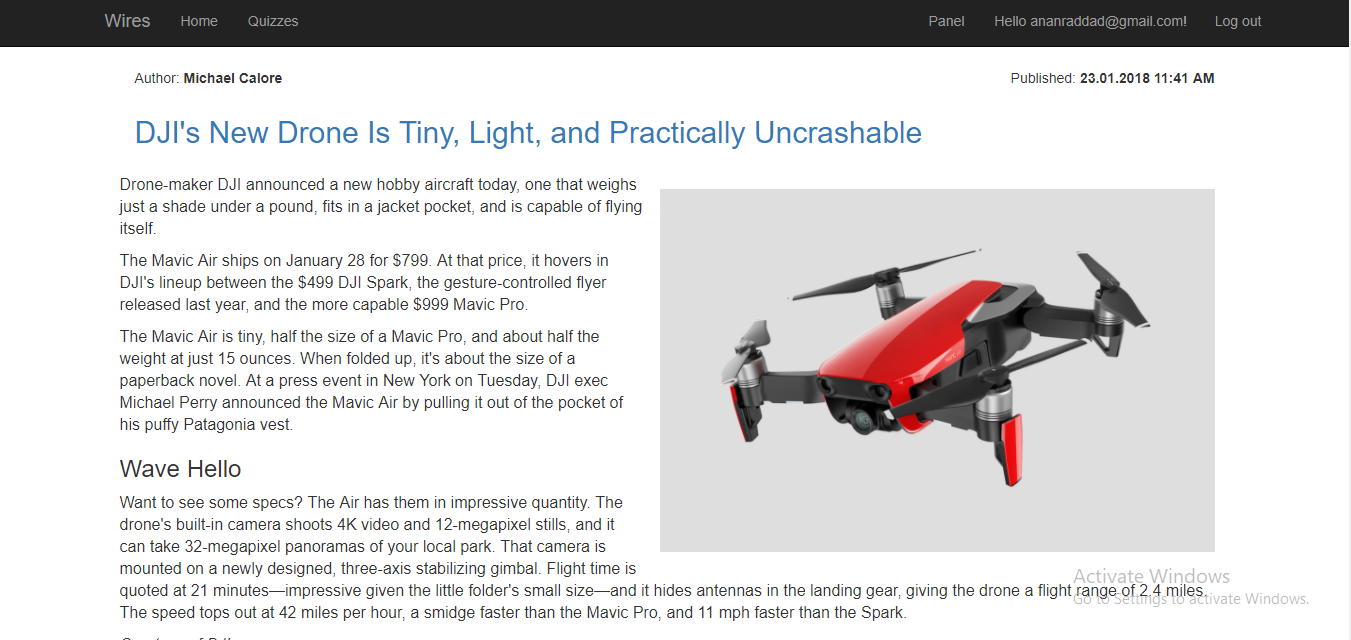 Wires Home Quizzes Panel Hello ananraddad@gmail.com! Log out
Author: Michael Calore Published: 23.01.2018 11:41 AM
DJI's New Drone Is Tiny, Light, and Practically Uncrashable
Drone-maker DJI announced a new hobby aircraft today, one that weighs
just a shade under a pound, fits in a jacket pocket, and is capable of flying
itself.
The Mavic Air ships on January 28 for $799. At that price, it hovers in
DJI's lineup between the $499 DJI Spark, the gesture-controlled flyer
released last year, and the more capable $999 Mavic Pro.
The Mavic Air is tiny, half the size of a Mavic Pro, and about half the
weight at just 15 ounces. When folded up, it's about the size of a
paperback novel. At a press event in New York on Tuesday, DJI exec
Michael Perry announced the Mavic Air by pulling it out of the pocket of
his puffy Patagonia vest.
Wave Hello
Want to see some specs? The Air has them in impressive quantity. The
drone's built-in camera shoots 4K video and 12-megapixel stills, and it
can take 32-megapixel panoramas of your local park. That camera is
mounted on a newly designed, three-axis stabilizing gimbal. Flight time is
quoted at 21 minutes—impressive given the little folder's small size—and it hides antennas in the landing gear, giving the drone a flight range of 2.4 miles.
The speed tops out at 42 miles per hour, a smidge faster than the Mavic Pro, and 11 mph faster than the Spark.
Activate Windows
Go to Settings to activate Windows.